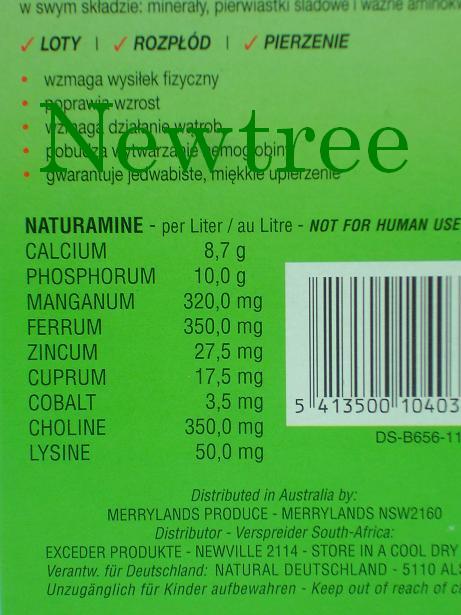 w swym składzie: minerały, pierwiastki śladowe i ważne aminokw
✓ LOTY | ✓ ROZPŁÓD | ✓ PIERZENIE
• wzmaga wysiłek fizyczny
• poprawia wzrost
• wzmaga działanie wątrob
• pobudza wytwarzanie hemoglobiny
• gwarantuje jedwabiste, miękkie upierzenie
Newtree
NATURAMINE - per Liter / au Litre - NOT FOR HUMAN USE
CALCIUM 8,7 g
PHOSPHORUM 10,0 g
MANGANUM 320,0 mg
FERRUM 350,0 mg
ZINCUM 27,5 mg
CUPRUM 17,5 mg
COBALT 3,5 mg
CHOLINE 350,0 mg
LYSINE 50,0 mg
5 413500 10403
DS-B656-11
Distributed in Australia by:
MERRYLANDS PRODUCE - MERRYLANDS NSW2160
Distributor - Verspreider South-Africa:
EXCEDER PRODUKTE - NEWVILLE 2114 - STORE IN A COOL DRY
Verantw. für Deutschland: NATURAL DEUTSCHLAND - 5110 ALS
Unzugänglich für Kinder aufbewahren - Keep out of reach of c